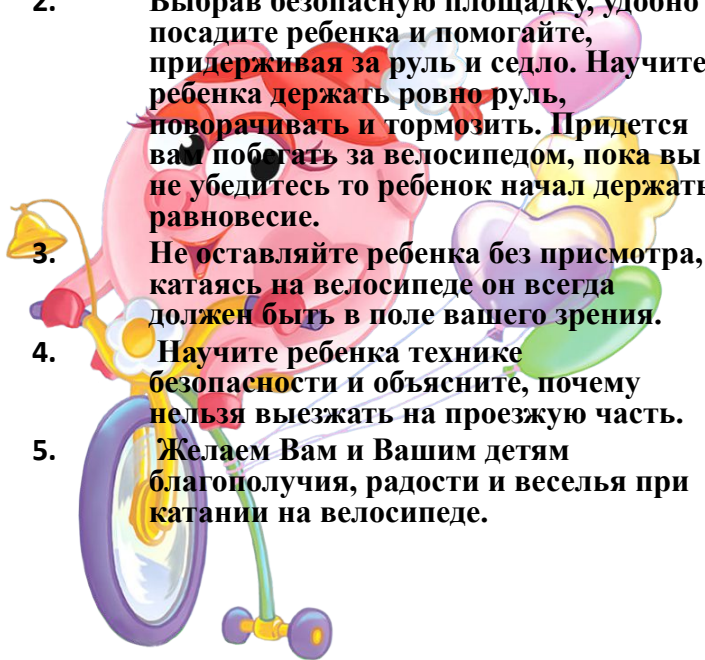 2. Выбрав безопасную площадку, удобно
посадите ребенка и помогайте,
придерживая за руль и седло. Научите
ребенка держать ровно руль,
поворачивать и тормозить. Придется
вам побегать за велосипедом, пока вы
не убедитесь то ребенок начал держать
равновесие.
3. Не оставляйте ребенка без присмотра,
катаясь на велосипеде он всегда
должен быть в поле вашего зрения.
4. Научите ребенка технике
безопасности и объясните, почему
нельзя выезжать на проезжую часть.
5. Желаем Вам и Вашим детям
благополучия, радости и веселья при
катании на велосипеде.